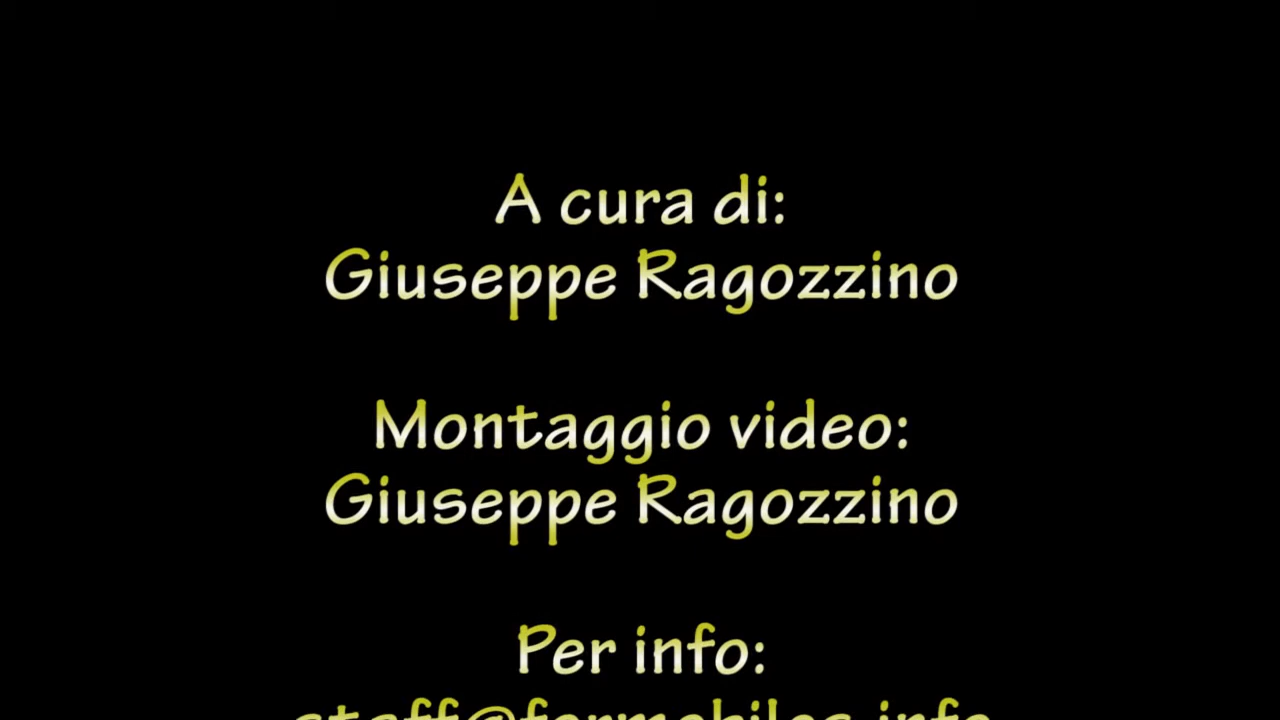 A cura di:
Giuseppe Ragozzino
Montaggio video:
Giuseppe Ragozzino
Per info: